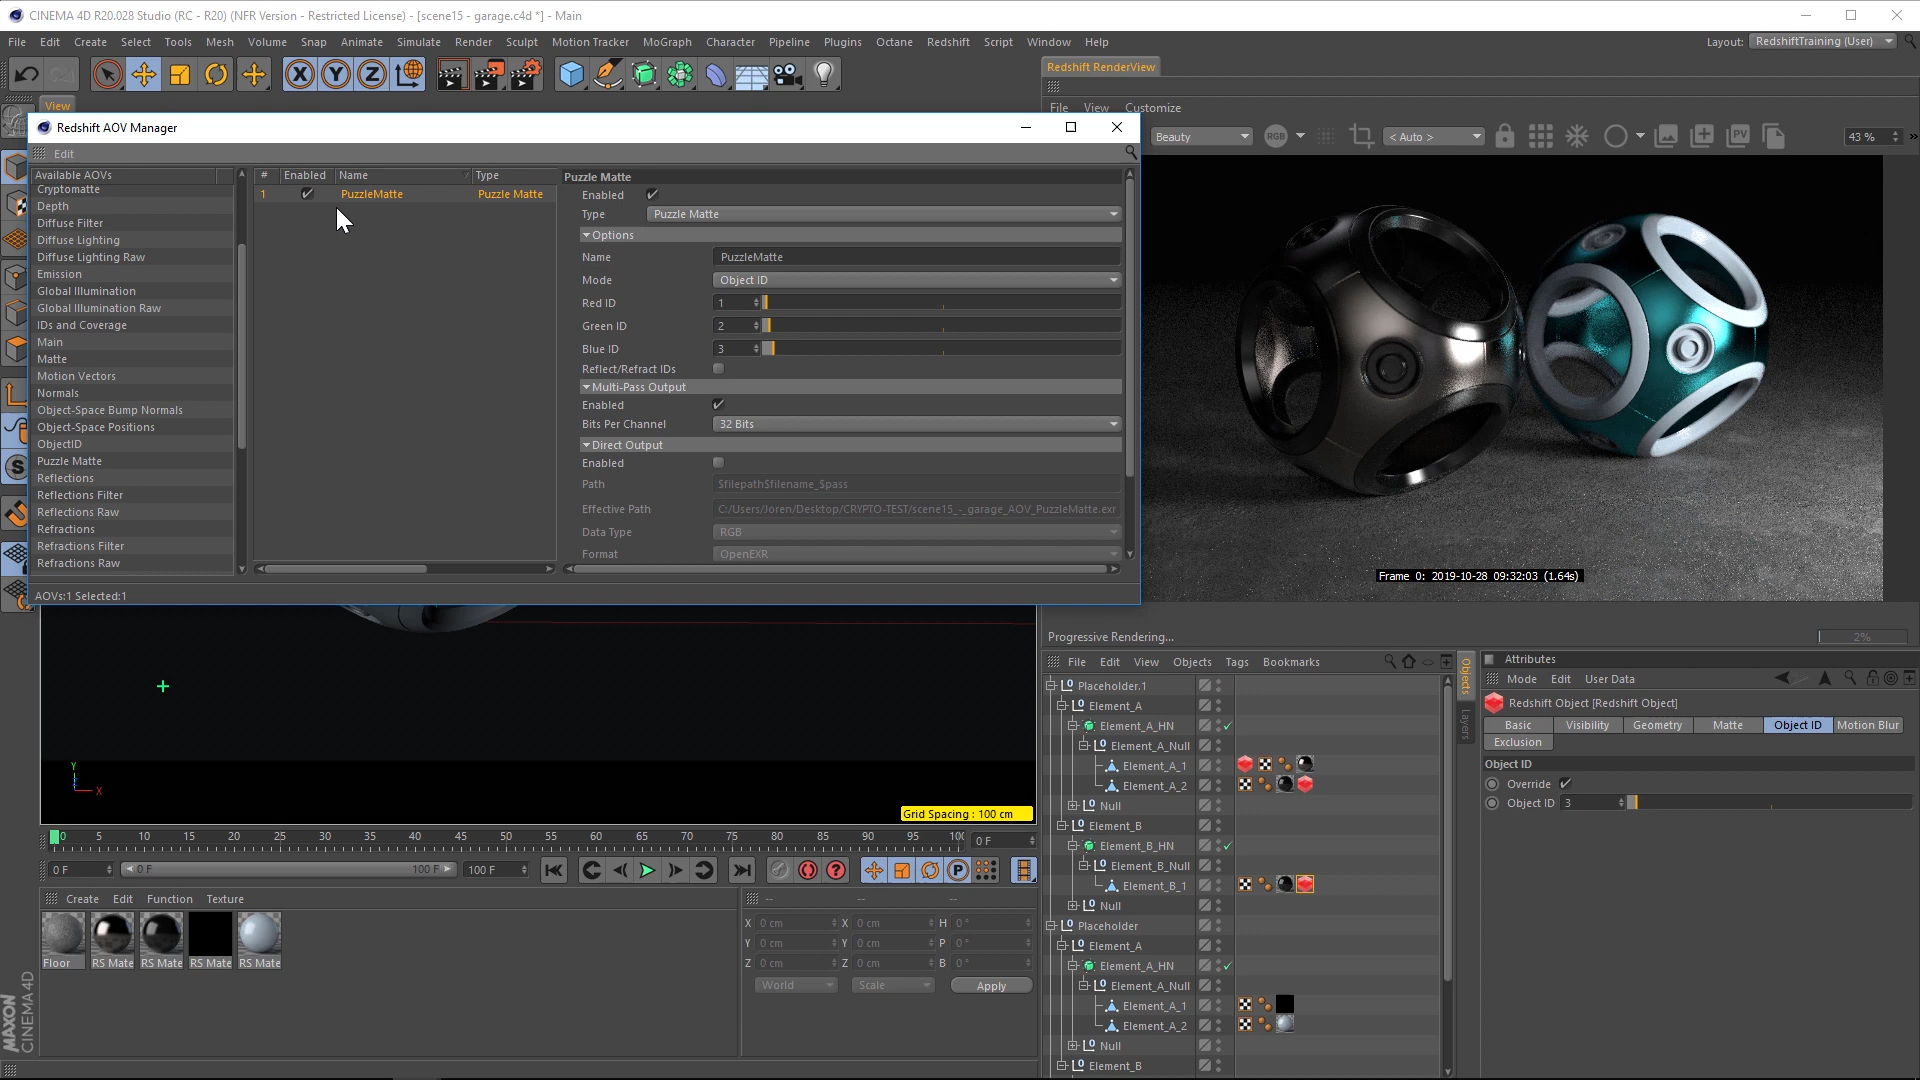 CINEMA 4D R20.028 Studio (RC - R20) (NFR Version - Restricted License) - [scene15 - garage.c4d *] - Main
File Edit Create Select Tools Mesh Volume Snap Animate Simulate Render Sculpt Motion Tracker MoGraph Character Pipeline Plugins Octane Redshift Script Window Help
Layout: RedshiftTraining (User)
X Y Z
Redshift RenderView
View
File View Customize
Beauty RGB < Auto > PV 43 % »
Redshift AOV Manager
Edit
Available AOVs
Cryptomatte
Depth
Diffuse Filter
Diffuse Lighting
Diffuse Lighting Raw
Emission
Global Illumination
Global Illumination Raw
IDs and Coverage
Main
Matte
Motion Vectors
Normals
Object-Space Bump Normals
Object-Space Positions
ObjectID
Puzzle Matte
Reflections
Reflections Filter
Reflections Raw
Refractions
Refractions Filter
Refractions Raw
# Enabled Name Type
1 PuzzleMatte Puzzle Matte
Puzzle Matte
Enabled
Type Puzzle Matte
Options
Name PuzzleMatte
Mode Object ID
Red ID 1
Green ID 2
Blue ID 3
Reflect/Refract IDs
Multi-Pass Output
Enabled
Bits Per Channel 32 Bits
Direct Output
Enabled
Path $filepath$filename_$pass
Effective Path C:/Users/Joren/Desktop/CRYPTO-TEST/scene15_-_garage_AOV_PuzzleMatte.exr
Data Type RGB
Format OpenEXR
AOVs:1 Selected:1
Frame 0: 2019-10-28 09:32:03 (1.64s)
Progressive Rendering...
2%
Y
X
Grid Spacing : 100 cm
0 5 10 15 20 25 30 35 40 45 50 55 60 65 70 75 80 85 90 95 100
0 F
0 F 0 F 100 F 100 F
P
Create Edit Function Texture
Floor RS Mate RS Mate RS Mate RS Mate
-- -- --
X 0 cm X 0 cm H 0°
Y 0 cm Y 0 cm P 0°
Z 0 cm Z 0 cm B 0°
World Scale Apply
MAXON
CINEMA 4D
File Edit View Objects Tags Bookmarks
Objects
Layers
Placeholder.1
Element_A
Element_A_HN
Element_A_Null
Element_A_1
Element_A_2
Null
Element_B
Element_B_HN
Element_B_Null
Element_B_1
Null
Placeholder
Element_A
Element_A_HN
Element_A_Null
Element_A_1
Element_A_2
Null
Element_B
Attributes
Mode Edit User Data
Redshift Object [Redshift Object]
Basic Visibility Geometry Matte Object ID Motion Blur
Exclusion
Object ID
Override
Object ID 3